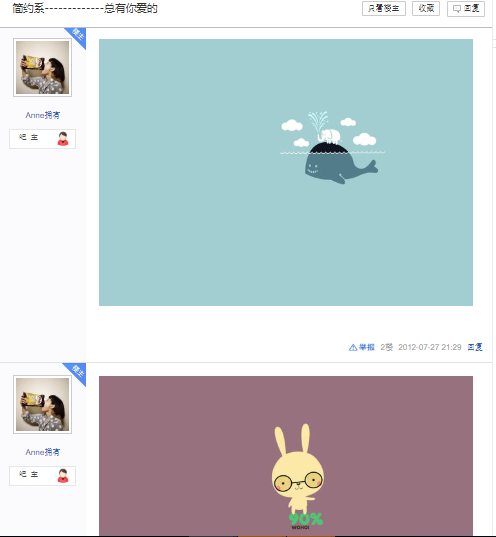 简约系-------------总有你爱的
只看楼主 收藏 回复
楼主
Anne拥有
吧 主
举报 2楼 2012-07-27 21:29 回复
楼主
Anne拥有
吧 主
90%